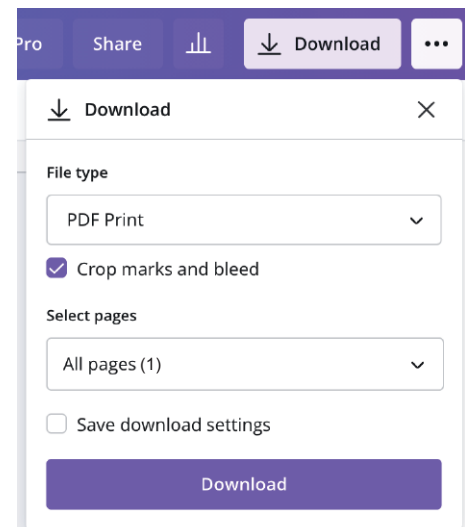 Pro Share Download
Download
File type
PDF Print
Crop marks and bleed
Select pages
All pages (1)
Save download settings
Download